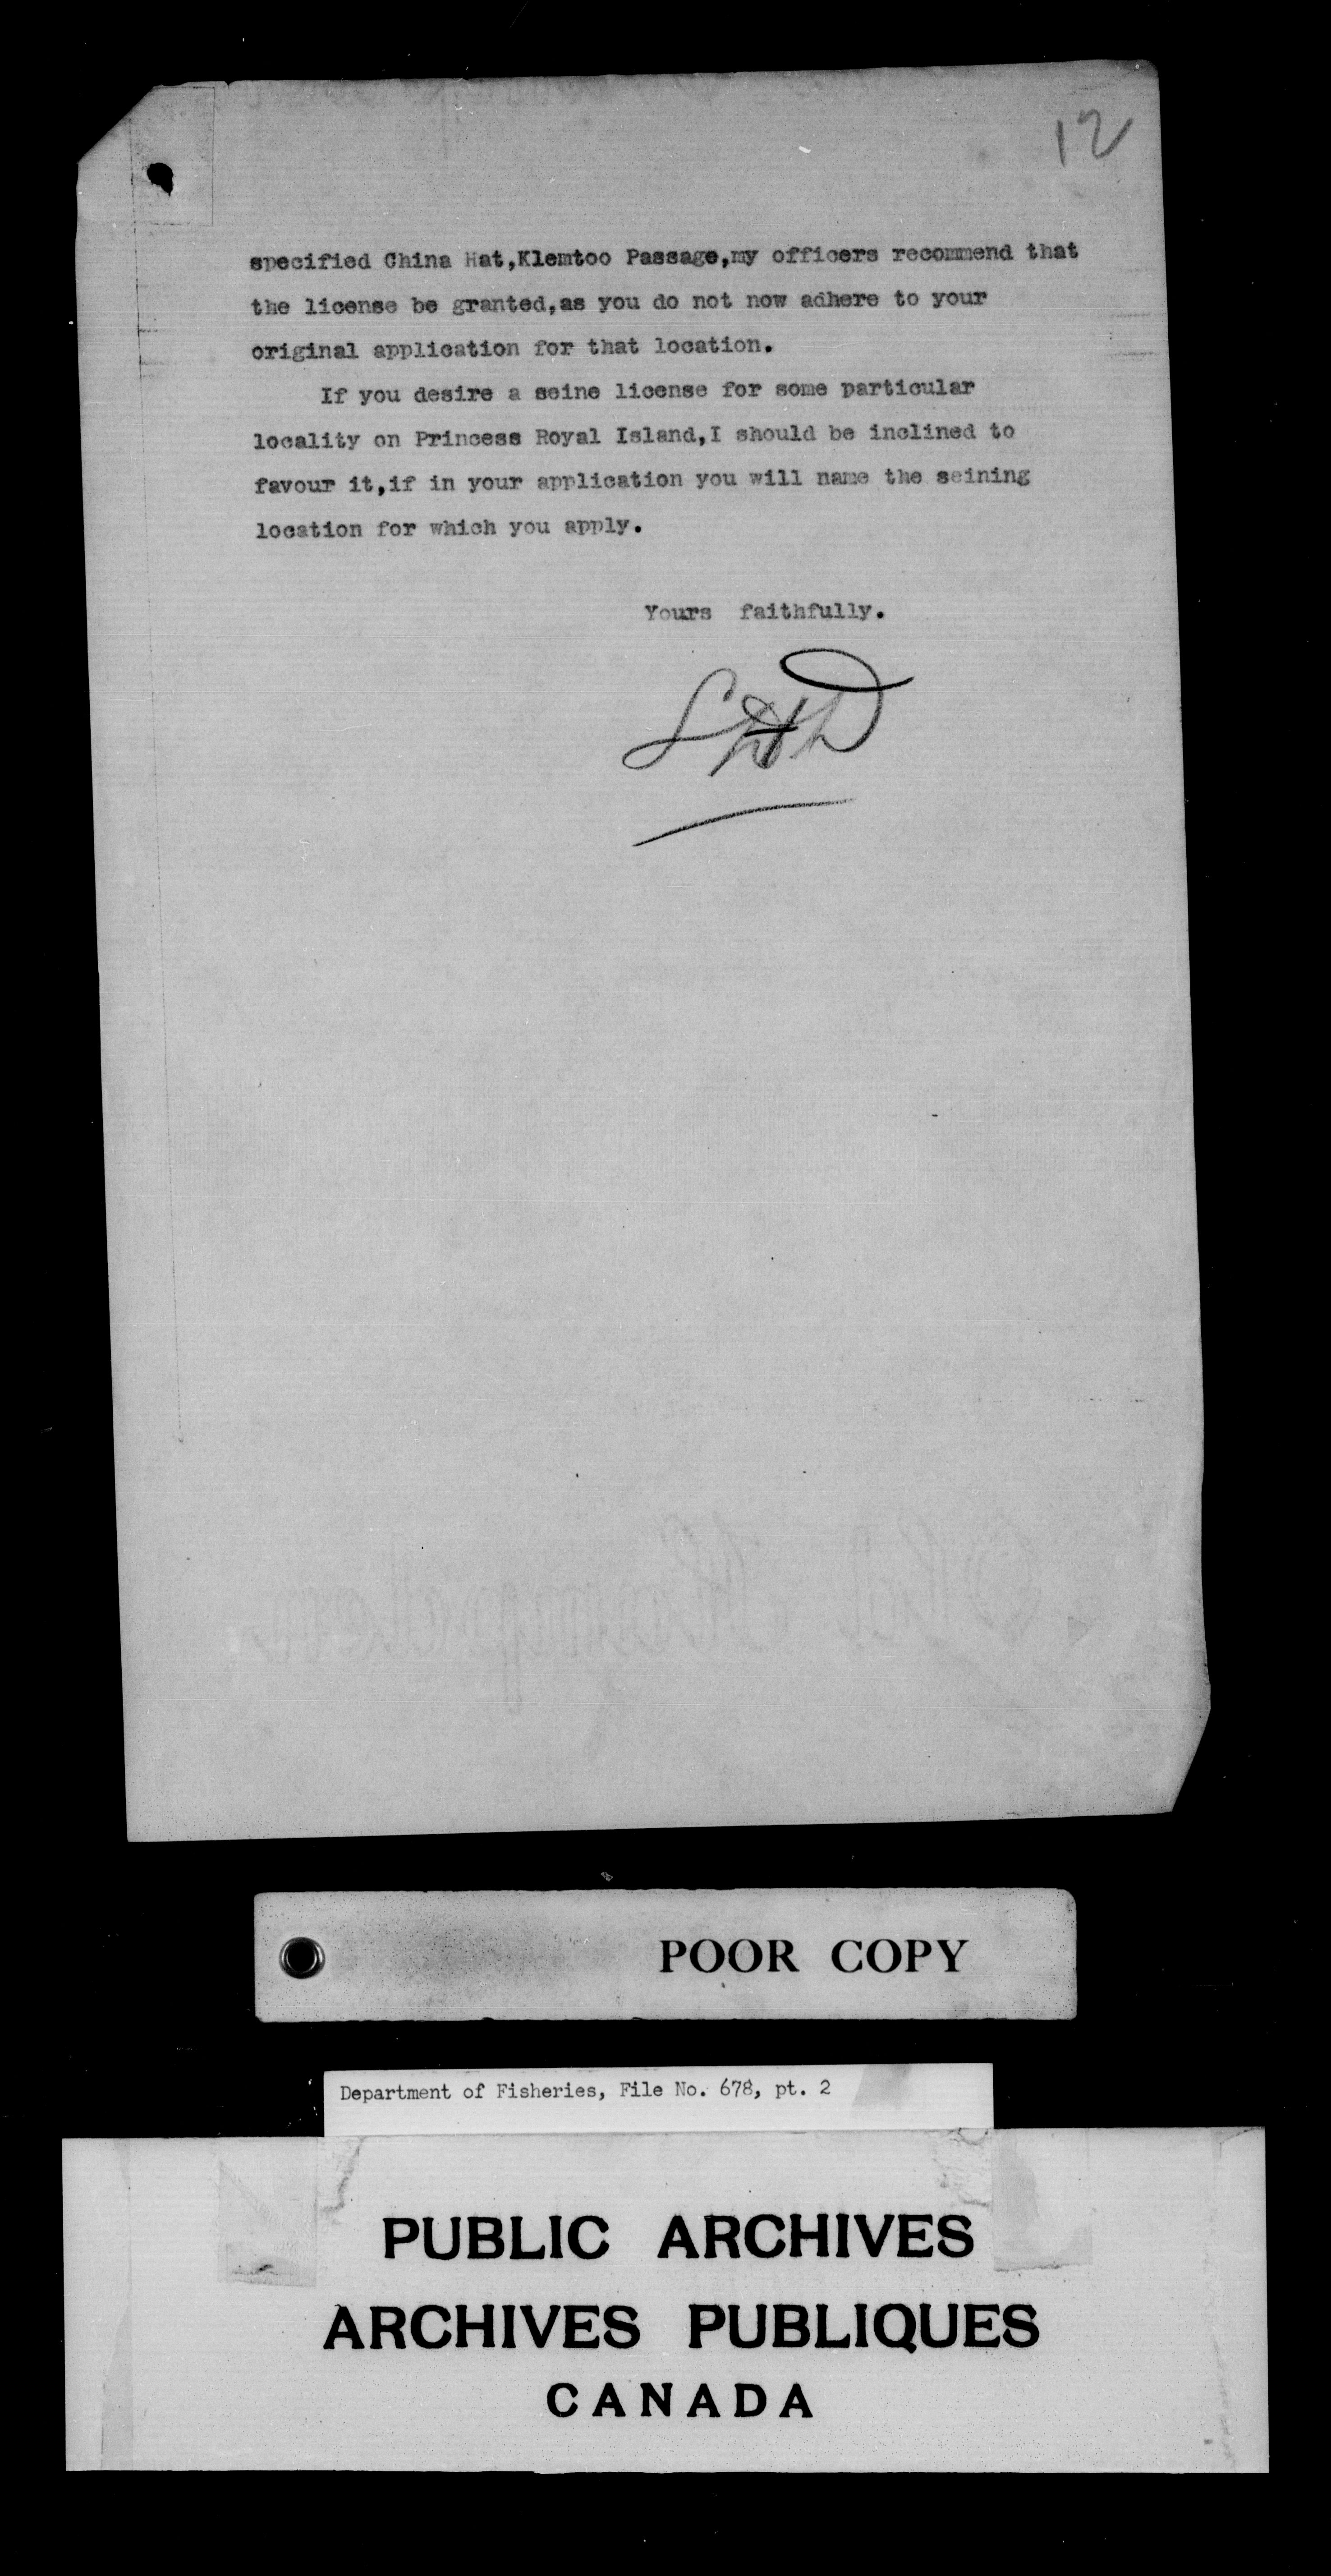 12
specified China Hat,Klemtoo Passage,my officers recommend that
the license be granted,as you do not now adhere to your
original application for that location.
If you desire a seine license for some particular
locality on Princess Royal Island,I should be inclined to
favour it,if in your application you will name the seining
location for which you apply.
Yours faithfully.
POOR COPY
Department of Fisheries, File No. 678, pt. 2
PUBLIC ARCHIVES
ARCHIVES PUBLIQUES
CANADA